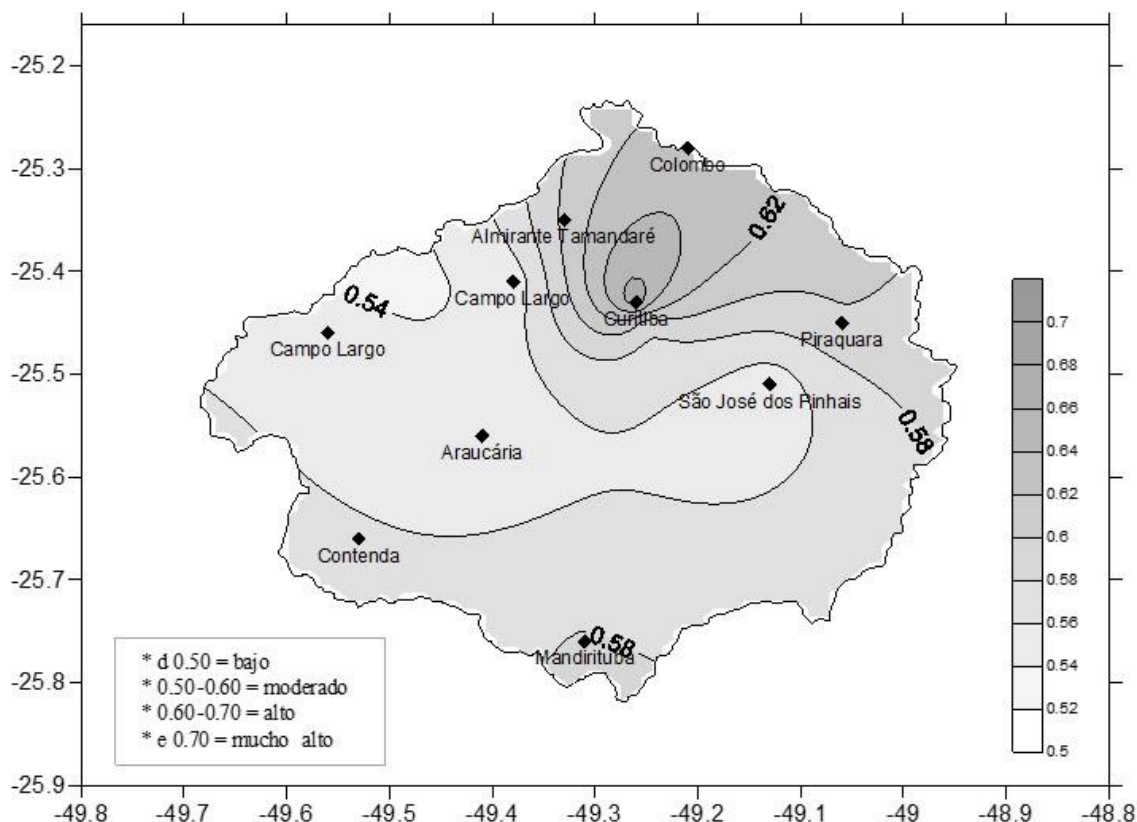 -25.2
-25.3
-25.4
-25.5
-25.6
-25.7
-25.8
-25.9
-49.8 -49.7 -49.6 -49.5 -49.4 -49.3 -49.2 -49.1 -49 -48.9 -48.8
Colombo
0.62
Almirante Tamandaré
0.54
Campo Largo
Curitiba
Campo Largo
Piraquara
São José dos Pinhais
0.58
Araucária
Contenda
0.58
Mandirituba
0.7
0.68
0.66
0.64
0.62
0.6
0.58
0.56
0.54
0.52
0.5
* d 0.50 = bajo
* 0.50-0.60 = moderado
* 0.60-0.70 = alto
* e 0.70 = mucho alto